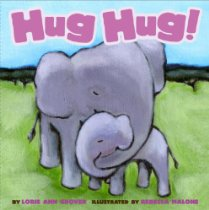 Hug Hug!
BY LORIE ANN GROVER ILLUSTRATED BY REBECCA MALONE